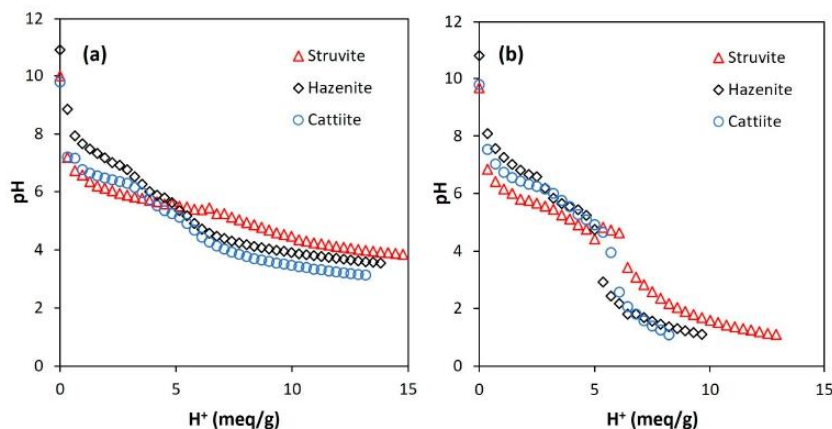 12
10
8
6
4
2
0
pH
(a)
Struvite
Hazenite
Cattiite
0 5 10 15
H⁺ (meq/g)
12
10
8
6
4
2
0
pH
(b)
Struvite
Hazenite
Cattiite
0 5 10 15
H⁺ (meq/g)